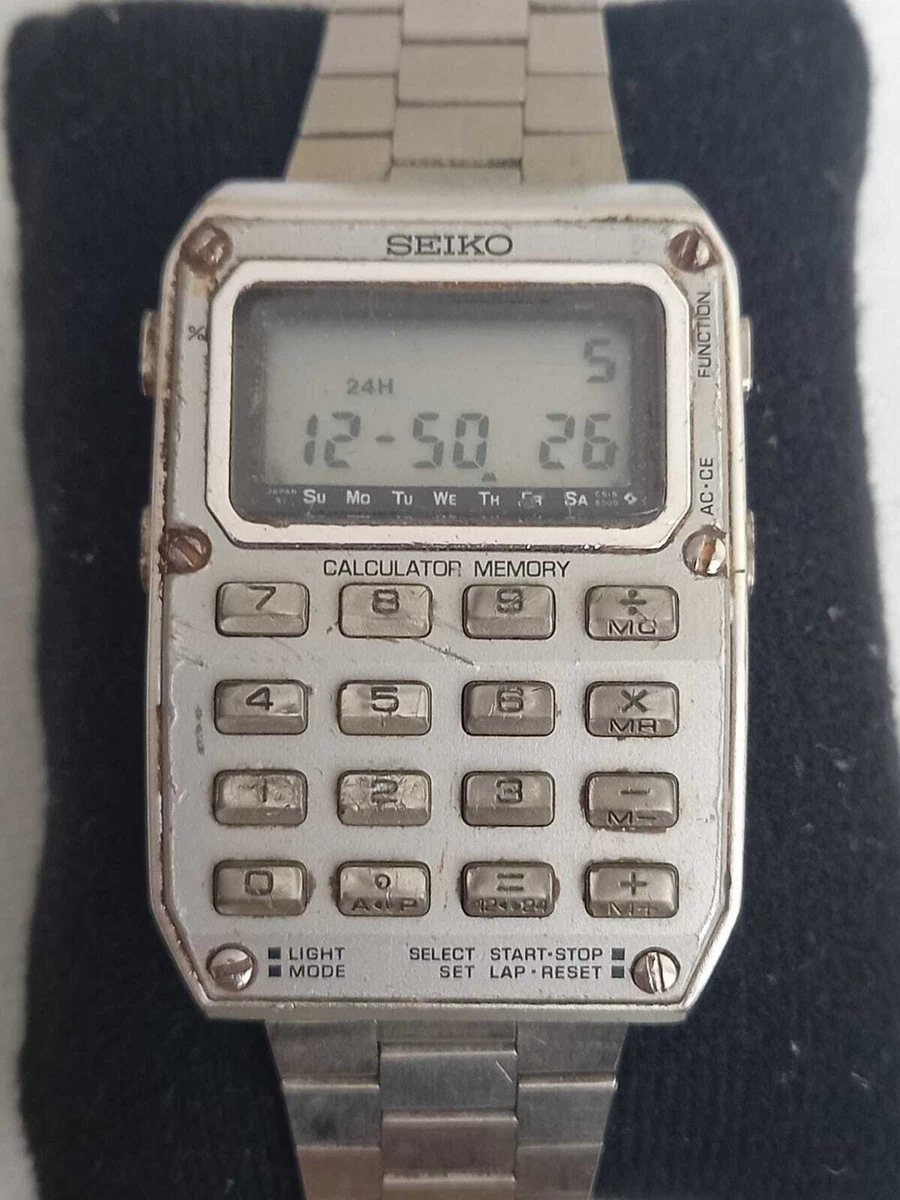 SEIKO
%
FUNCTION
5
24H
12-50 26
SU MO TU WE TH FR SA
AC·CE
CALCULATOR MEMORY
7 8 9 ÷
MC
4 5 6 ×
MR
1 2 3 −
M−
0 · = +
A↔P 12↔24 M+
LIGHT SELECT START·STOP
MODE SET LAP·RESET